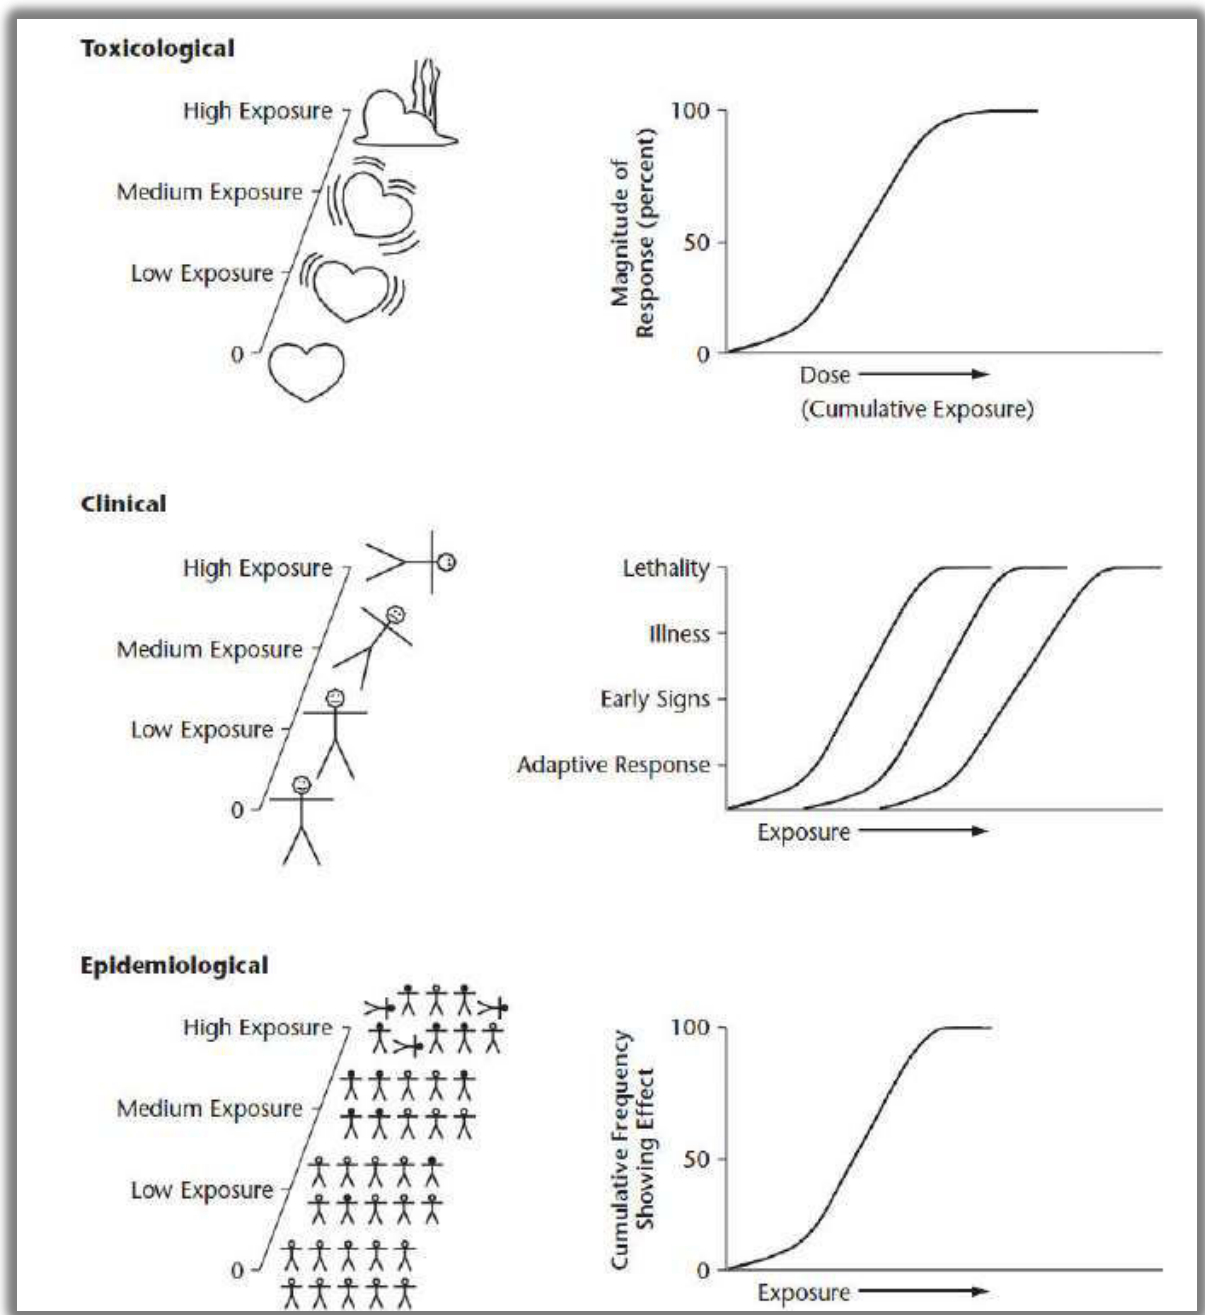 Toxicological
High Exposure
Medium Exposure
Low Exposure
0
Magnitude of
Response (percent)
100
50
0
Dose
(Cumulative Exposure)
Clinical
High Exposure
Medium Exposure
Low Exposure
0
Lethality
Illness
Early Signs
Adaptive Response
Exposure
Epidemiological
High Exposure
Medium Exposure
Low Exposure
0
Cumulative Frequency
Showing Effect
100
50
0
Exposure